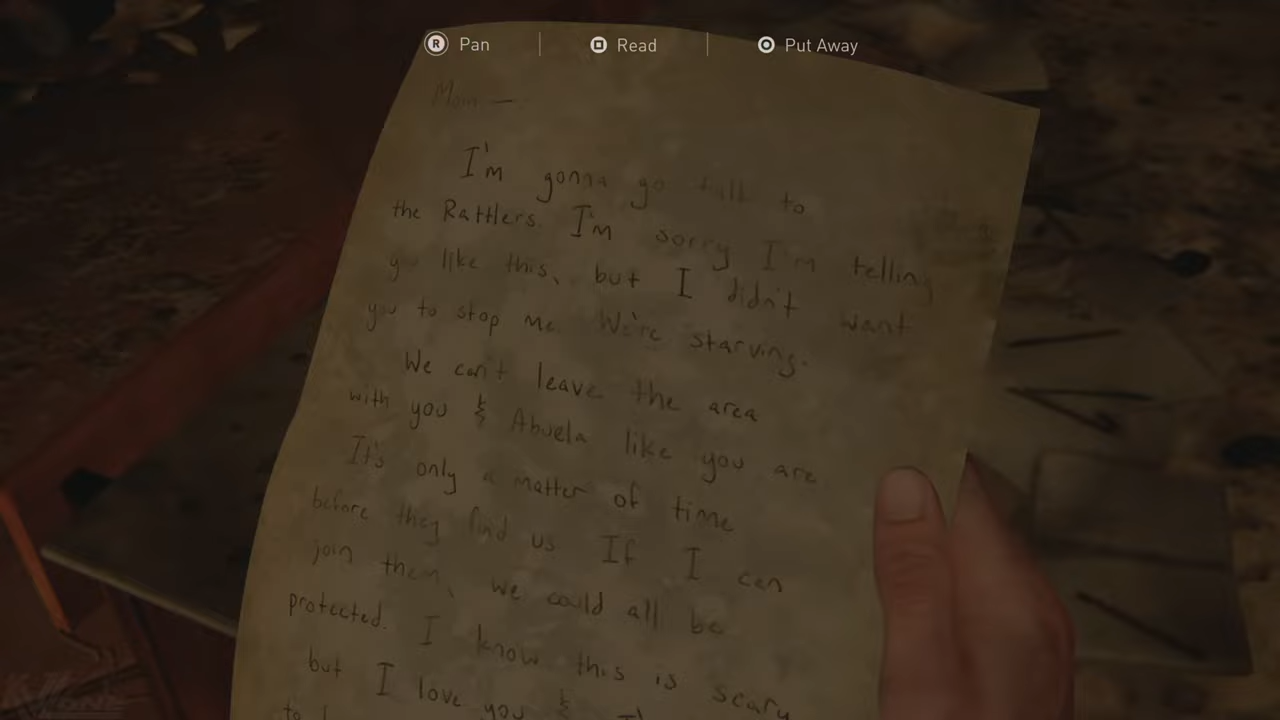 R Pan | Read | Put Away
Mom —
I'm gonna go talk to
the Rattlers. I'm sorry I'm telling
you like this, but I didn't want
you to stop me. We're starving.
We can't leave the area
with you & Abuela like you are
It's only a matter of time
before they find us. If I can
join them, we could all be
protected. I know this is scary
but I love you &